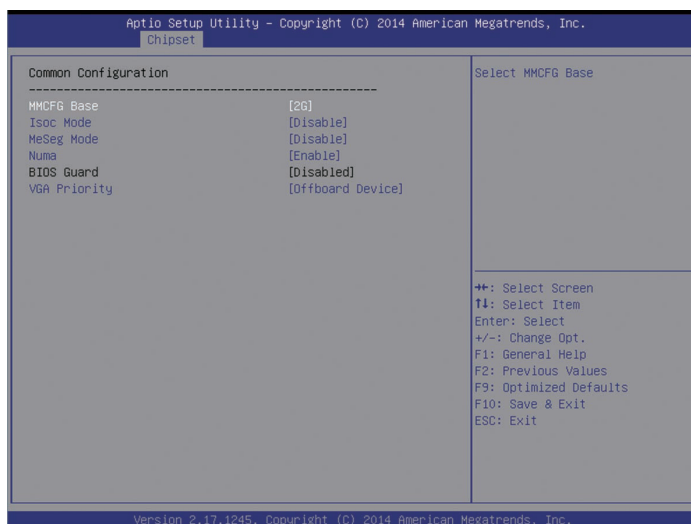 Aptio Setup Utility – Copyright (C) 2014 American Megatrends, Inc.
Chipset
Common Configuration
------------------------------------------------
MMCFG Base [2G]
Isoc Mode [Disable]
MeSeg Mode [Disable]
Numa [Enable]
BIOS Guard [Disabled]
VGA Priority [Offboard Device]
Select MMCFG Base
→←: Select Screen
↑↓: Select Item
Enter: Select
+/-: Change Opt.
F1: General Help
F2: Previous Values
F9: Optimized Defaults
F10: Save & Exit
ESC: Exit
Version 2.17.1245. Copyright (C) 2014 American Megatrends, Inc.